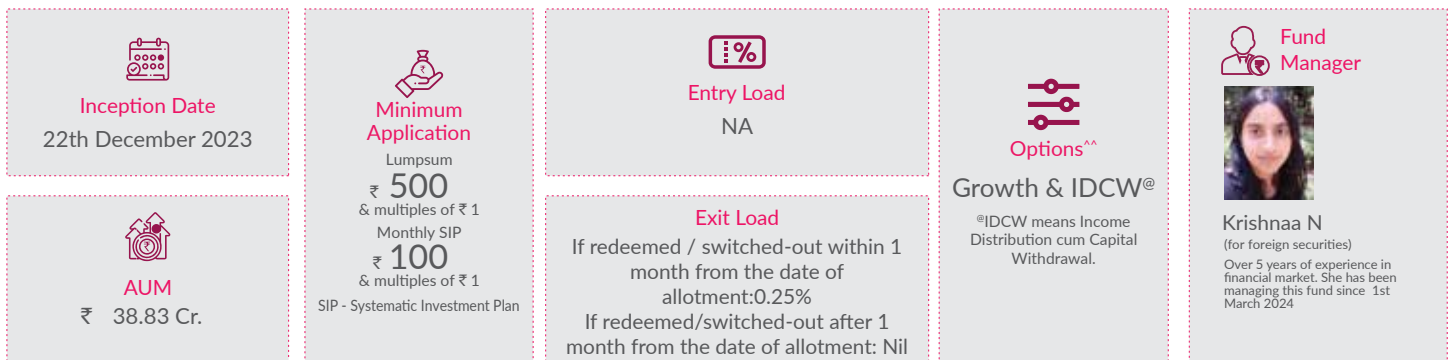 Inception Date
22th December 2023
AUM
₹ 38.83 Cr.
₹
Minimum
Application
Lumpsum
₹ 500
& multiples of ₹ 1
Monthly SIP
₹ 100
& multiples of ₹ 1
SIP - Systematic Investment Plan
%
Entry Load
NA
Exit Load
If redeemed / switched-out within 1
month from the date of
allotment:0.25%
If redeemed/switched-out after 1
month from the date of allotment: Nil
Options^^
Growth & IDCW@
@IDCW means Income
Distribution cum Capital
Withdrawal.
Fund
Manager
Krishnaa N
(for foreign securities)
Over 5 years of experience in
financial market. She has been
managing this fund since 1st
March 2024